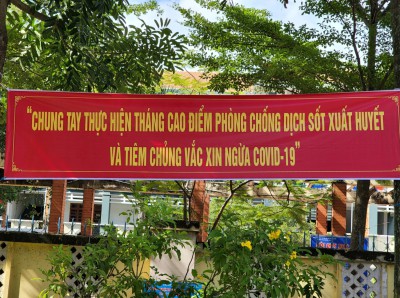 “CHUNG TAY THỰC HIỆN THÁNG CAO ĐIỂM PHÒNG CHỐNG DỊCH SỐT XUẤT HUYẾT
VÀ TIÊM CHỦNG VẮC XIN NGỪA COVID-19”